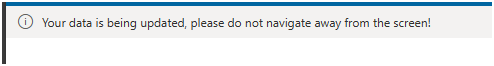 Your data is being updated, please do not navigate away from the screen!